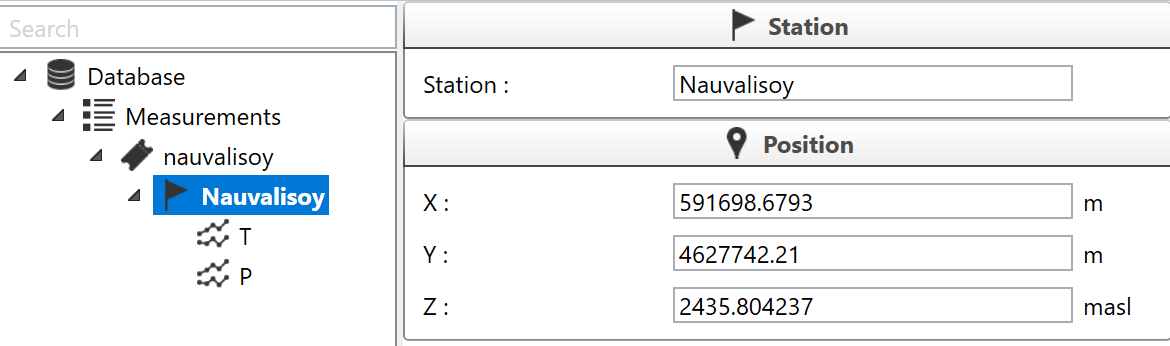 Search
Database
Measurements
nauvalisoy
Nauvalisoy
T
P
Station
Station : Nauvalisoy
Position
X : 591698.6793 m
Y : 4627742.21 m
Z : 2435.804237 masl